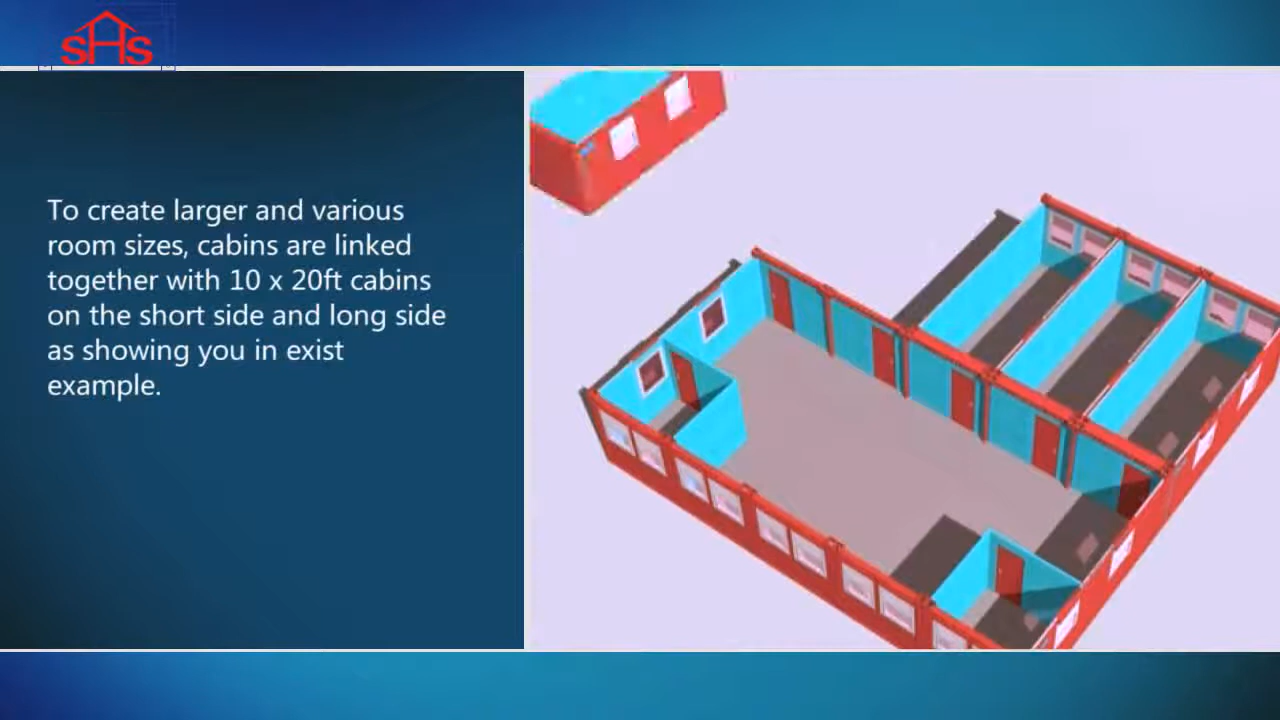 SHS
To create larger and various
room sizes, cabins are linked
together with 10 x 20ft cabins
on the short side and long side
as showing you in exist
example.